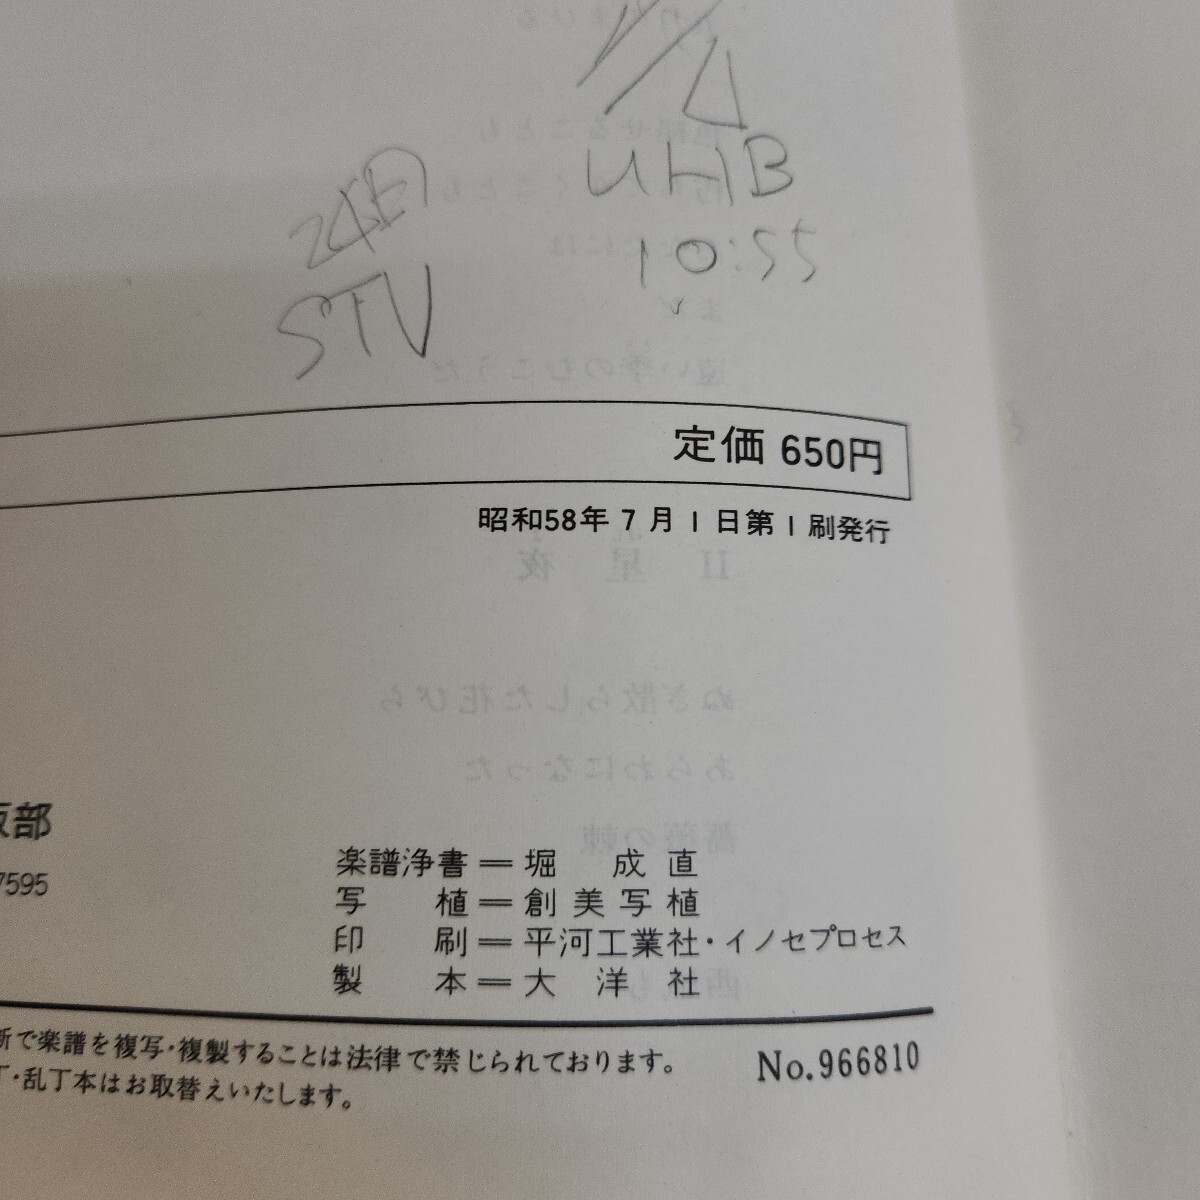 1/4
UHB
10:55
24日
STV
定価 650円
昭和58年7月1日第1刷発行
版部
7595
楽譜浄書＝堀 成直
写 植＝創美写植
印 刷＝平河工業社・イノセプロセス
製 本＝大洋社
断で楽譜を複写・複製することは法律で禁じられております。
丁・乱丁本はお取替えいたします。
No.966810